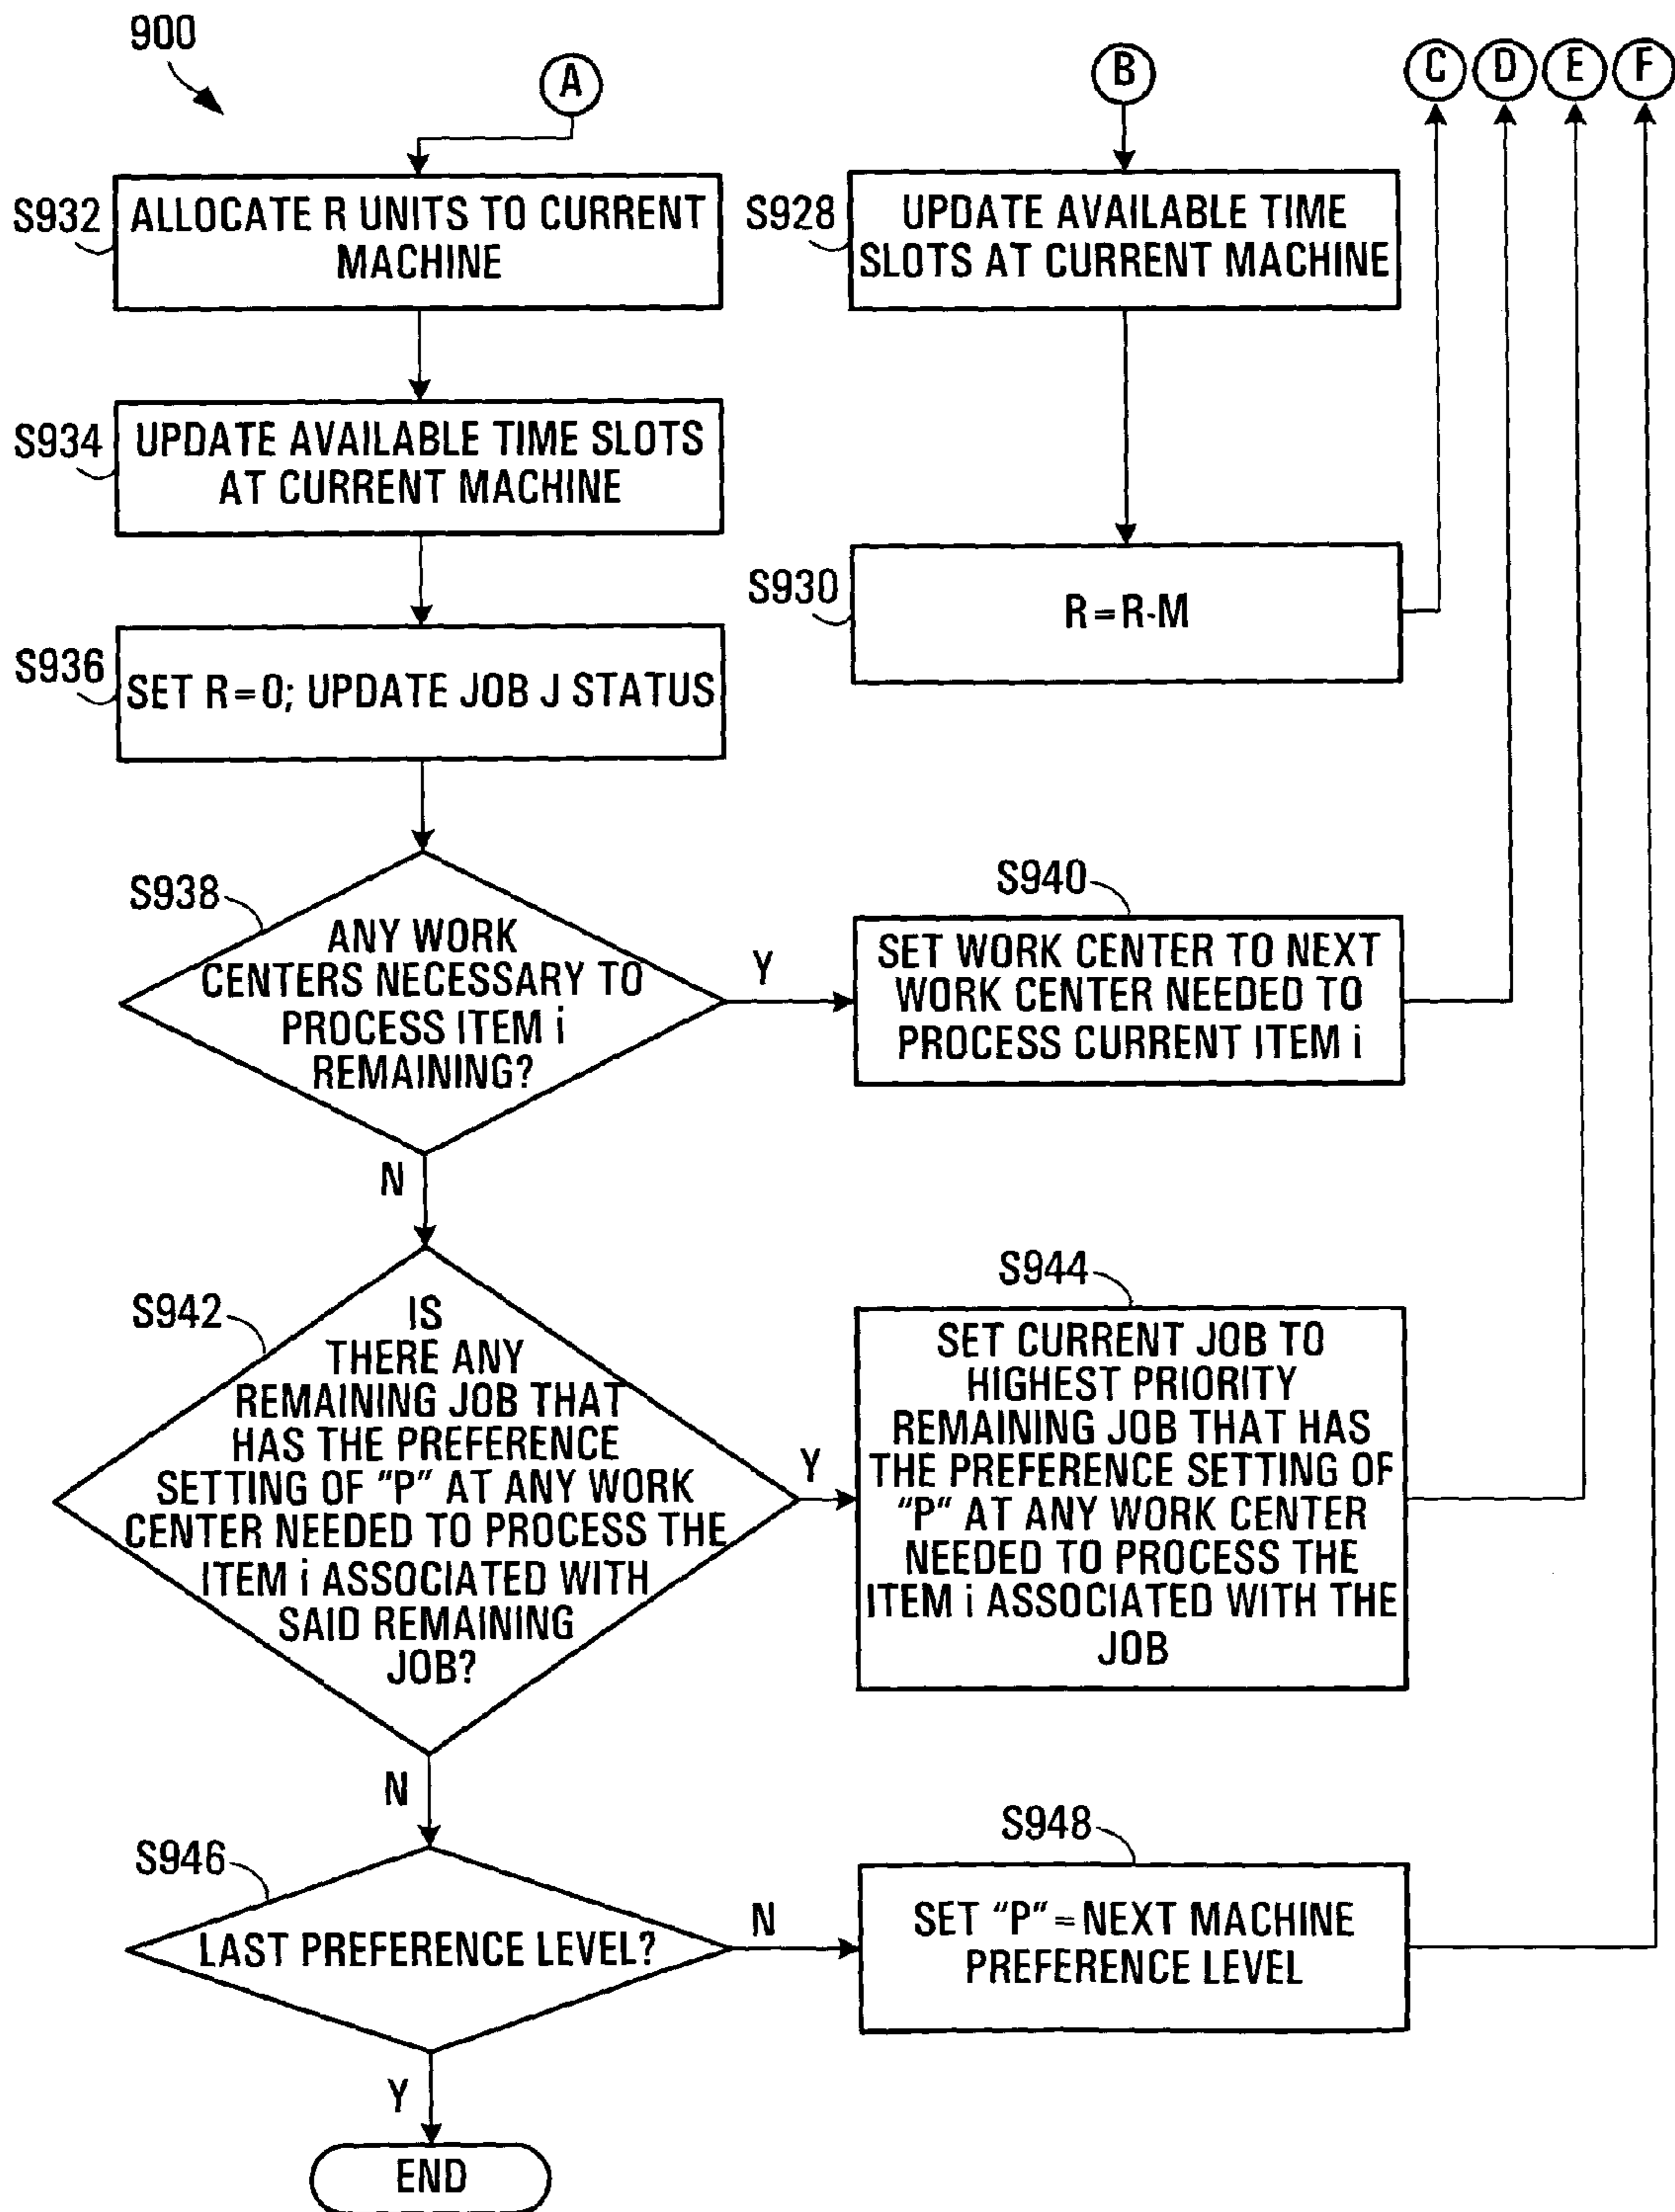 900
A
B
C
D
E
F
S932
ALLOCATE R UNITS TO CURRENT
MACHINE
S928
UPDATE AVAILABLE TIME
SLOTS AT CURRENT MACHINE
S934
UPDATE AVAILABLE TIME SLOTS
AT CURRENT MACHINE
S930
R=R-M
S936
SET R=0; UPDATE JOB J STATUS
S938
ANY WORK
CENTERS NECESSARY TO
PROCESS ITEM i
REMAINING?
Y
N
S940
SET WORK CENTER TO NEXT
WORK CENTER NEEDED TO
PROCESS CURRENT ITEM i
S942
IS
THERE ANY
REMAINING JOB THAT
HAS THE PREFERENCE
SETTING OF "P" AT ANY WORK
CENTER NEEDED TO PROCESS THE
ITEM i ASSOCIATED WITH
SAID REMAINING
JOB?
Y
N
S944
SET CURRENT JOB TO
HIGHEST PRIORITY
REMAINING JOB THAT HAS
THE PREFERENCE SETTING OF
"P" AT ANY WORK CENTER
NEEDED TO PROCESS THE
ITEM i ASSOCIATED WITH THE
JOB
S946
LAST PREFERENCE LEVEL?
N
Y
S948
SET "P"=NEXT MACHINE
PREFERENCE LEVEL
END